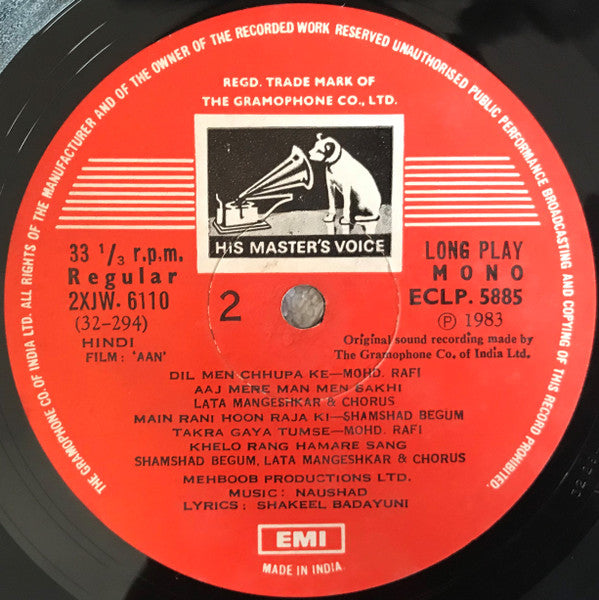 THE GRAMOPHONE CO. OF INDIA LTD. ALL RIGHTS OF THE MANUFACTURER AND OF THE OWNER OF THE RECORDED WORK RESERVED UNAUTHORISED PUBLIC PERFORMANCE BROADCASTING AND COPYING OF THIS RECORD PROHIBITED.
REGD. TRADE MARK OF
THE GRAMOPHONE CO., LTD.
HIS MASTER'S VOICE
33 1/3 r.p.m.
Regular
2XJW. 6110
(32-294)
HINDI
FILM: 'AAN'
2
LONG PLAY
MONO
ECLP. 5885
℗ 1983
Original sound recording made by
The Gramophone Co. of India Ltd.
DIL MEN CHHUPA KE—MOHD. RAFI
AAJ MERE MAN MEN SAKHI
LATA MANGESHKAR & CHORUS
MAIN RANI HOON RAJA KI—SHAMSHAD BEGUM
TAKRA GAYA TUMSE—MOHD. RAFI
KHELO RANG HAMARE SANG
SHAMSHAD BEGUM, LATA MANGESHKAR & CHORUS
MEHBOOB PRODUCTIONS LTD.
MUSIC: NAUSHAD
LYRICS: SHAKEEL BADAYUNI
EMI
MADE IN INDIA.